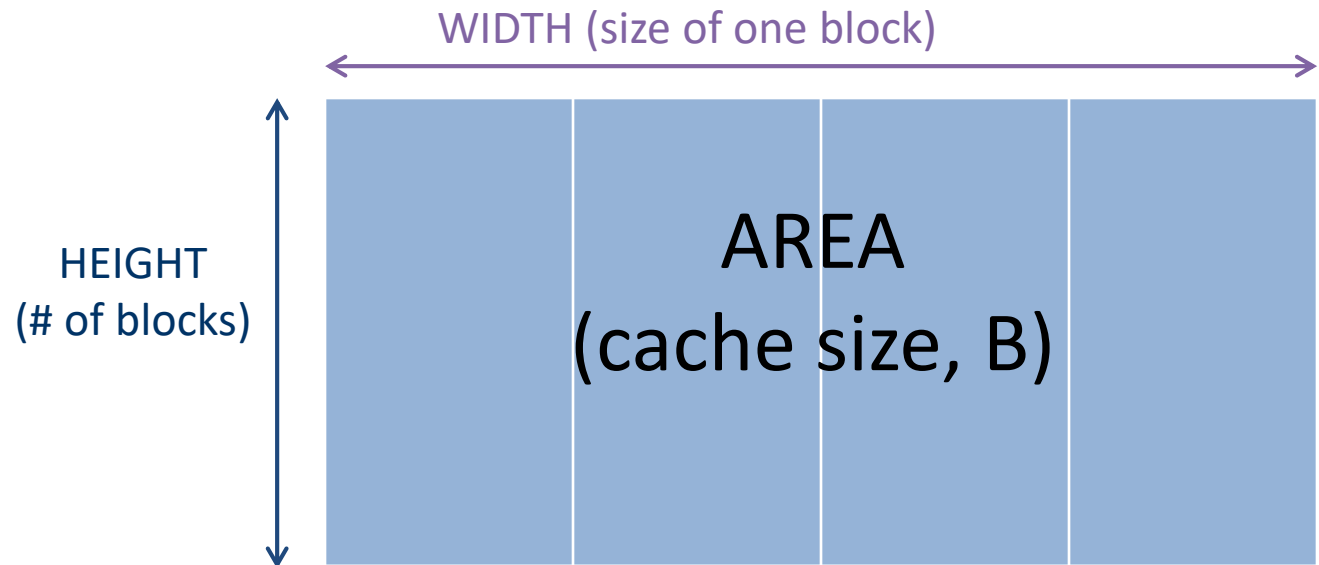 WIDTH (size of one block)
HEIGHT
(# of blocks)
AREA
(cache size, B)